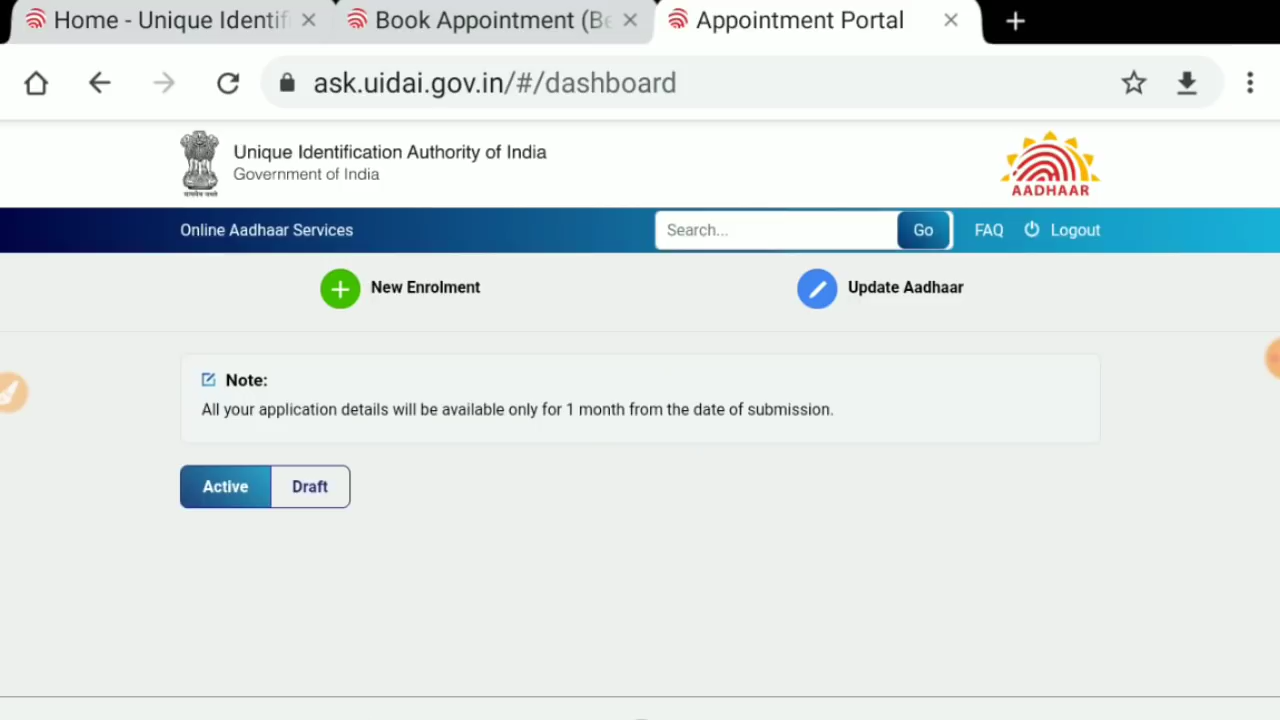 Home - Unique Identifi
Book Appointment (Be
Appointment Portal
ask.uidai.gov.in/#/dashboard
Unique Identification Authority of India
Government of India
AADHAAR
Online Aadhaar Services
Search...
Go
FAQ
Logout
New Enrolment
Update Aadhaar
Note:
All your application details will be available only for 1 month from the date of submission.
Active
Draft